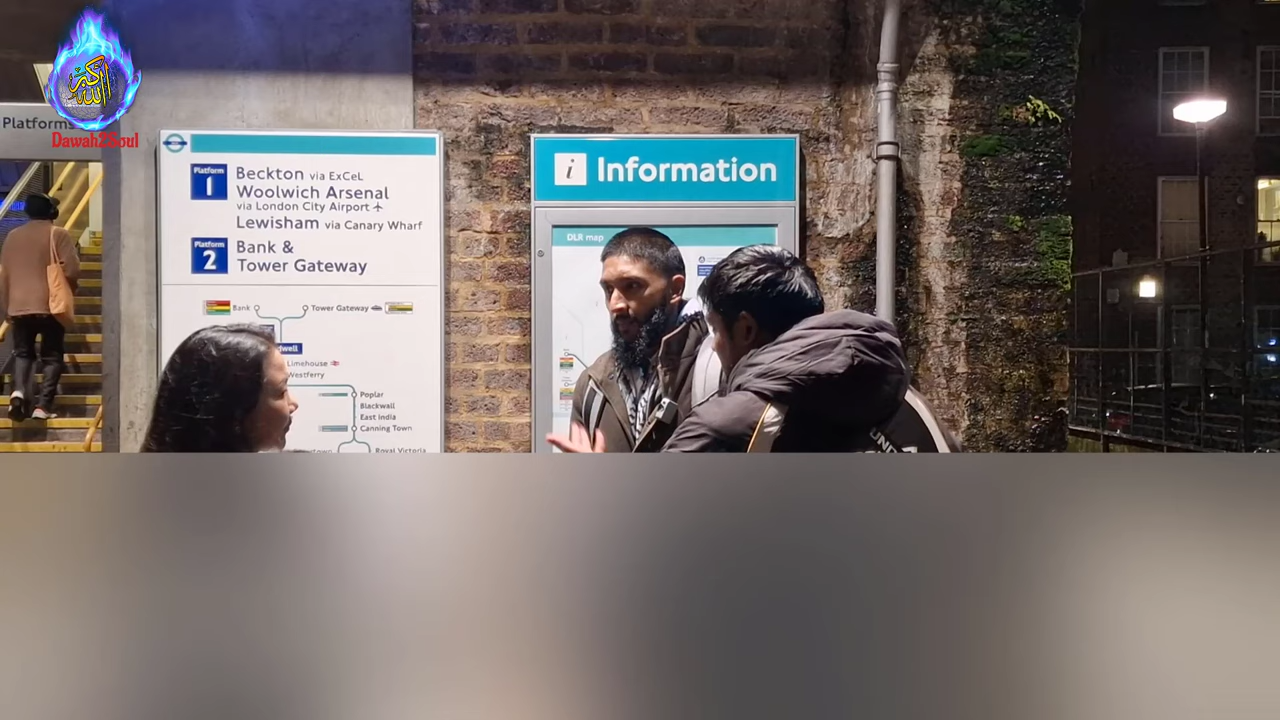 الله أكبر
Dawah2Soul
Platforms
Platform
1
Beckton via ExCeL
Woolwich Arsenal
via London City Airport
Lewisham via Canary Wharf
Platform
2
Bank &
Tower Gateway
Bank
Tower Gateway
Limehouse
Westferry
Poplar
Blackwall
East India
Canning Town
Royal Victoria
i Information
DLR map